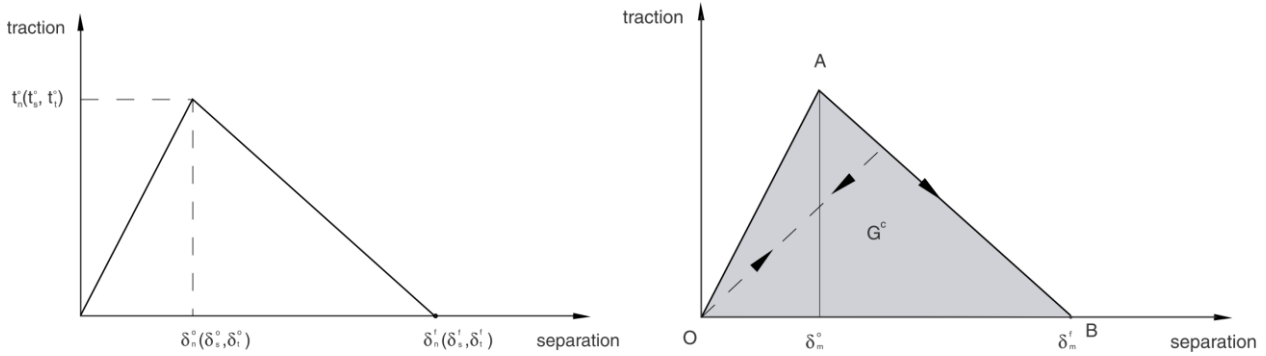 traction
t°ₙ(t°ₛ, t°ₜ)
δ°ₙ(δ°ₛ,δ°ₜ)
δᶠₙ(δᶠₛ,δᶠₜ)
separation
traction
A
Gᶜ
O
δ°ₘ
δᶠₘ
B
separation